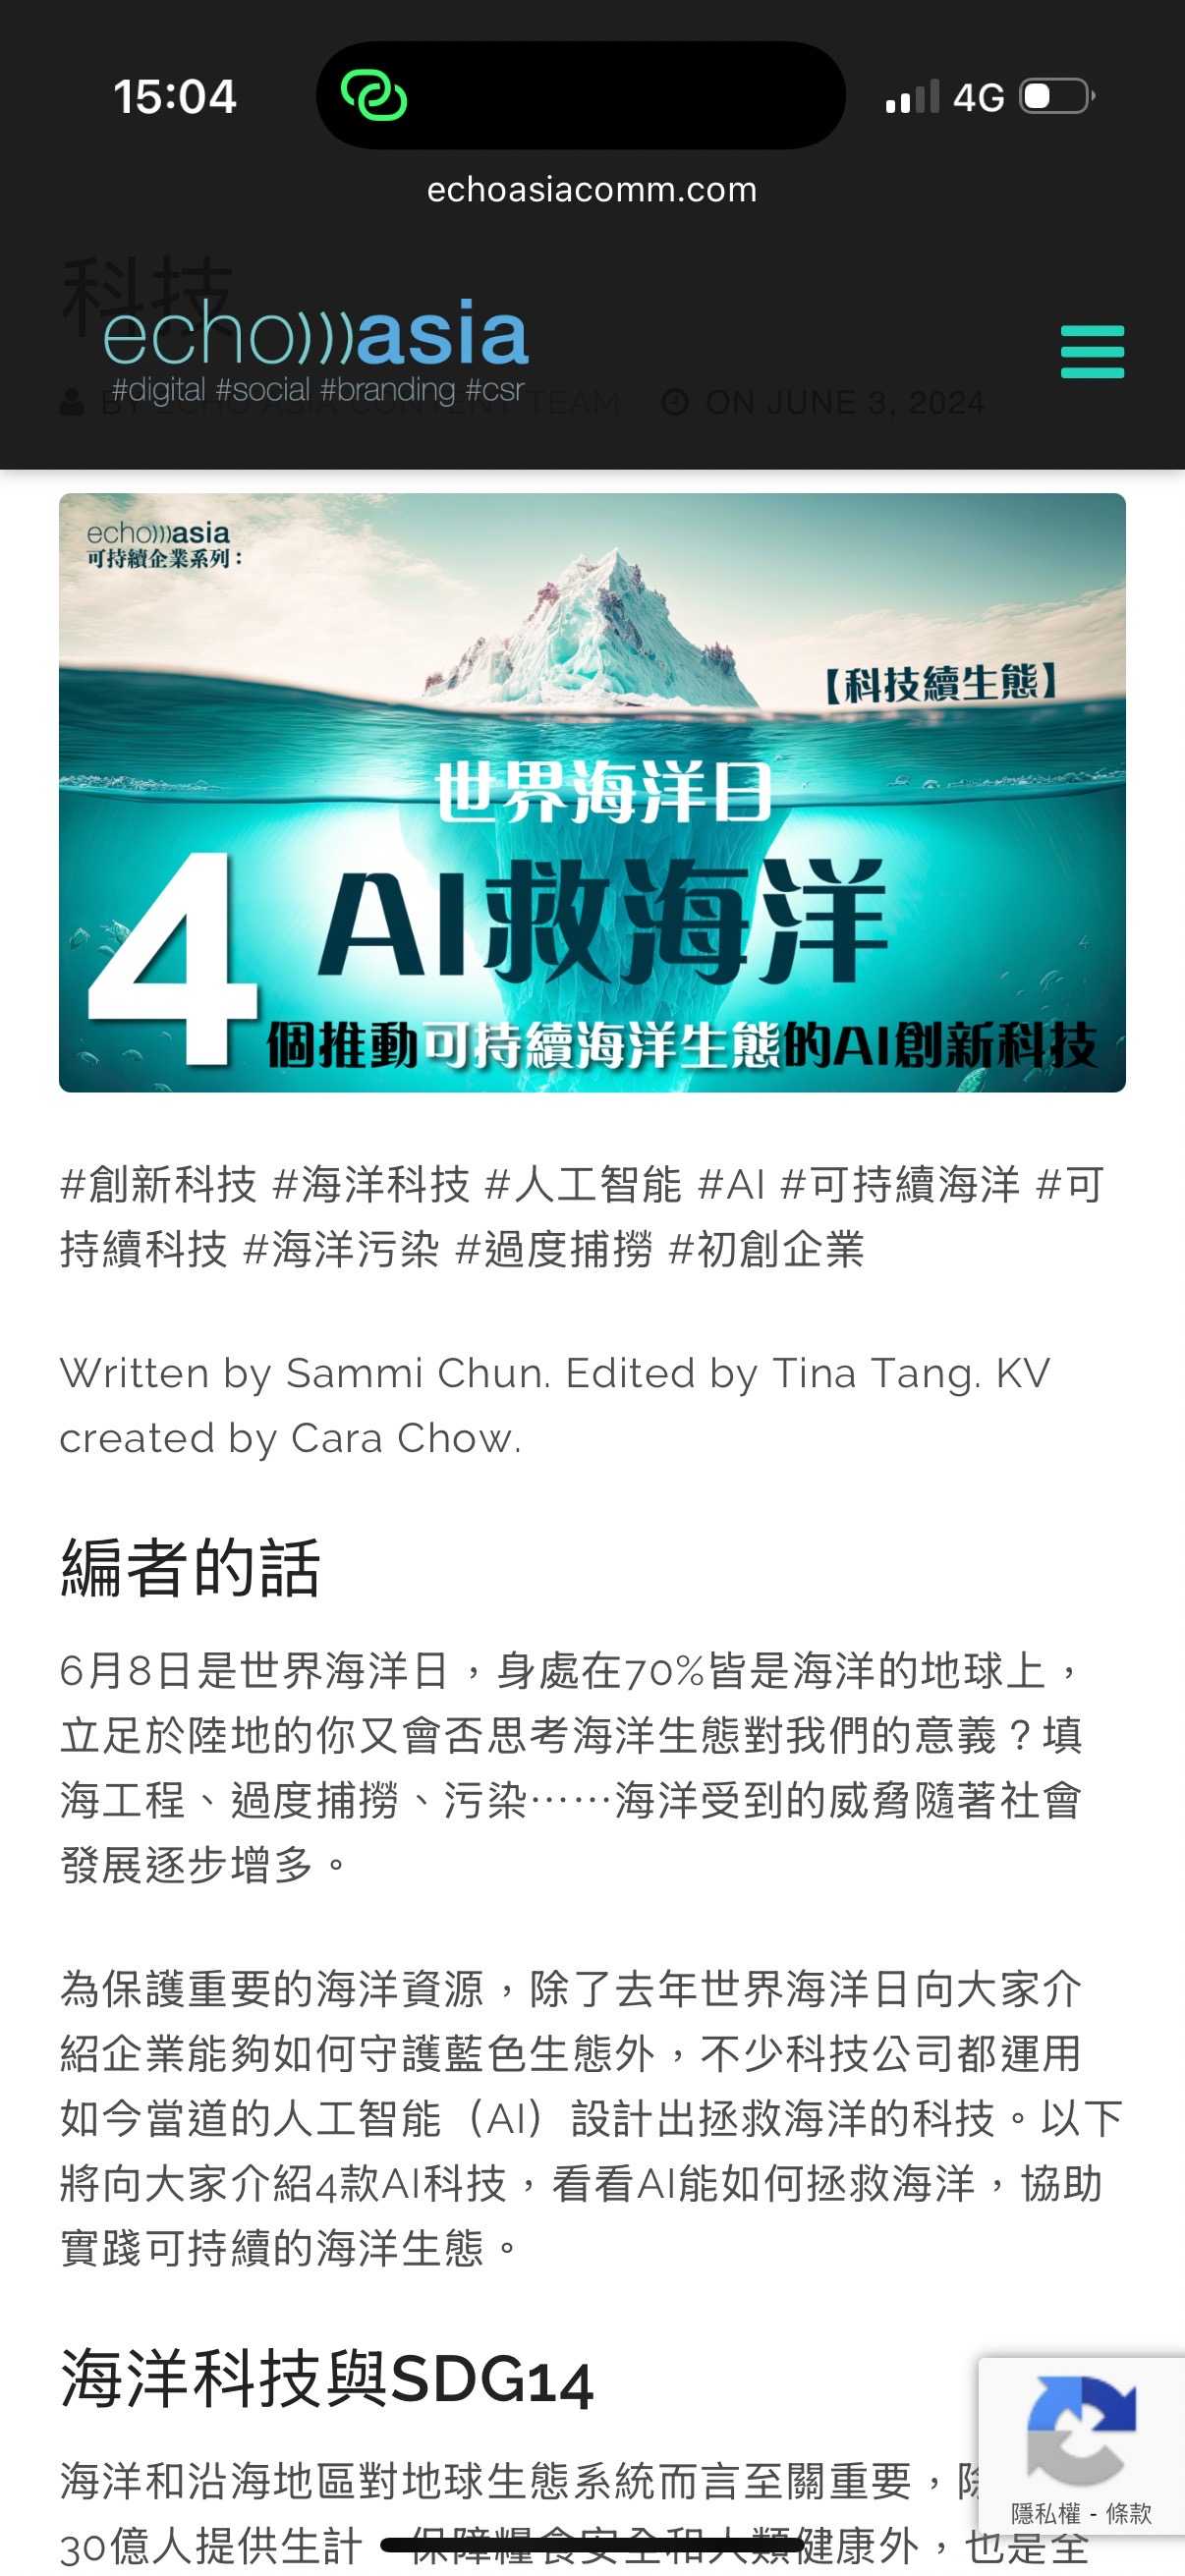 15:04
4G
echoasiacomm.com
科技
echo)))asia
#digital #social #branding #csr
BY ECHO ASIA CONTENT TEAM ON JUNE 3, 2024
echo)))asia
可持續企業系列：
【科技續生態】
世界海洋日
AI救海洋
4個推動可持續海洋生態的AI創新科技
#創新科技 #海洋科技 #人工智能 #AI #可持續海洋 #可
持續科技 #海洋污染 #過度捕撈 #初創企業
Written by Sammi Chun. Edited by Tina Tang. KV
created by Cara Chow.
編者的話
6月8日是世界海洋日，身處在70%皆是海洋的地球上，
立足於陸地的你又會否思考海洋生態對我們的意義？填
海工程、過度捕撈、污染……海洋受到的威脅隨著社會
發展逐步增多。
為保護重要的海洋資源，除了去年世界海洋日向大家介
紹企業能夠如何守護藍色生態外，不少科技公司都運用
如今當道的人工智能（AI）設計出拯救海洋的科技。以下
將向大家介紹4款AI科技，看看AI能如何拯救海洋，協助
實踐可持續的海洋生態。
海洋科技與SDG14
海洋和沿海地區對地球生態系統而言至關重要，除
30億人提供生計 保障糧食安全和人類健康外，也是全
隱私權 - 條款